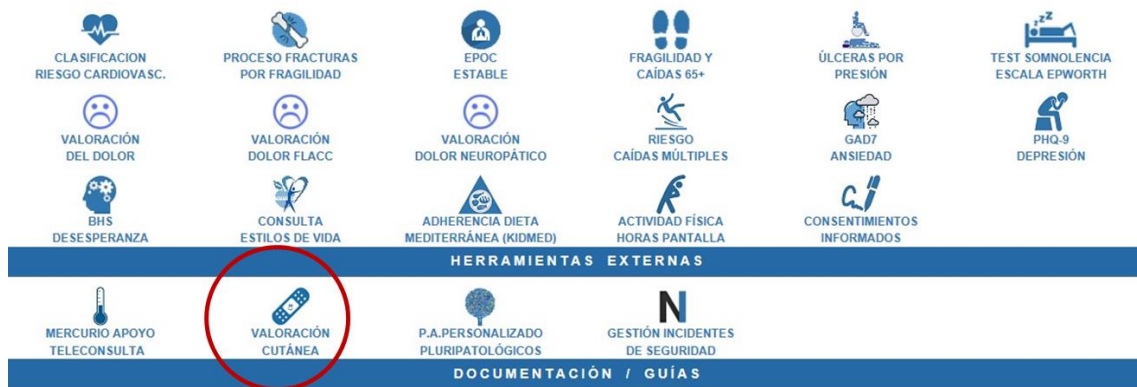 CLASIFICACION
RIESGO CARDIOVASC.
PROCESO FRACTURAS
POR FRAGILIDAD
EPOC
ESTABLE
FRAGILIDAD Y
CAÍDAS 65+
ÚLCERAS POR
PRESIÓN
TEST SOMNOLENCIA
ESCALA EPWORTH
VALORACIÓN
DEL DOLOR
VALORACIÓN
DOLOR FLACC
VALORACIÓN
DOLOR NEUROPÁTICO
RIESGO
CAÍDAS MÚLTIPLES
GAD7
ANSIEDAD
PHQ-9
DEPRESIÓN
BHS
DESESPERANZA
CONSULTA
ESTILOS DE VIDA
ADHERENCIA DIETA
MEDITERRÁNEA (KIDMED)
ACTIVIDAD FÍSICA
HORAS PANTALLA
CONSENTIMIENTOS
INFORMADOS
HERRAMIENTAS EXTERNAS
MERCURIO APOYO
TELECONSULTA
VALORACIÓN
CUTÁNEA
P.A.PERSONALIZADO
PLURIPATOLÓGICOS
N
GESTIÓN INCIDENTES
DE SEGURIDAD
DOCUMENTACIÓN / GUÍAS